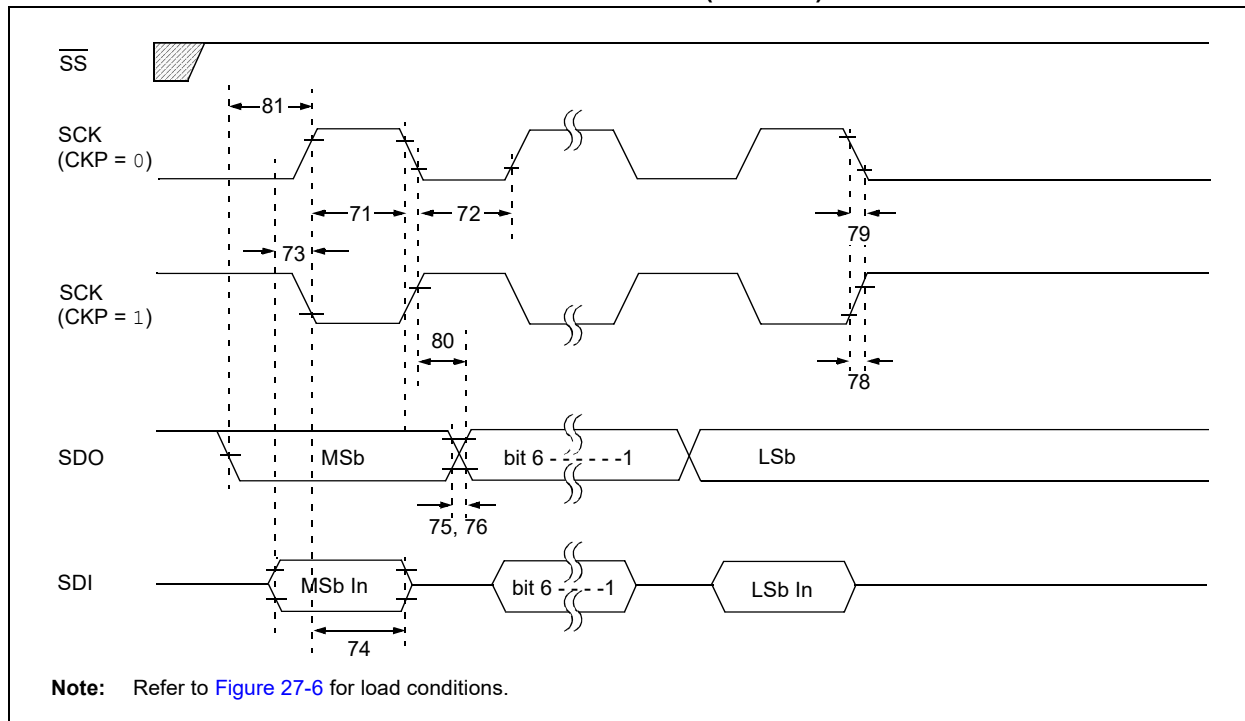 SS
81
SCK
(CKP = 0)
71
72
79
73
SCK
(CKP = 1)
80
78
SDO
MSb
bit 6 - - - - - - -1
LSb
75, 76
SDI
MSb In
bit 6 - - - - -1
LSb In
74
Note: Refer to Figure 27-6 for load conditions.